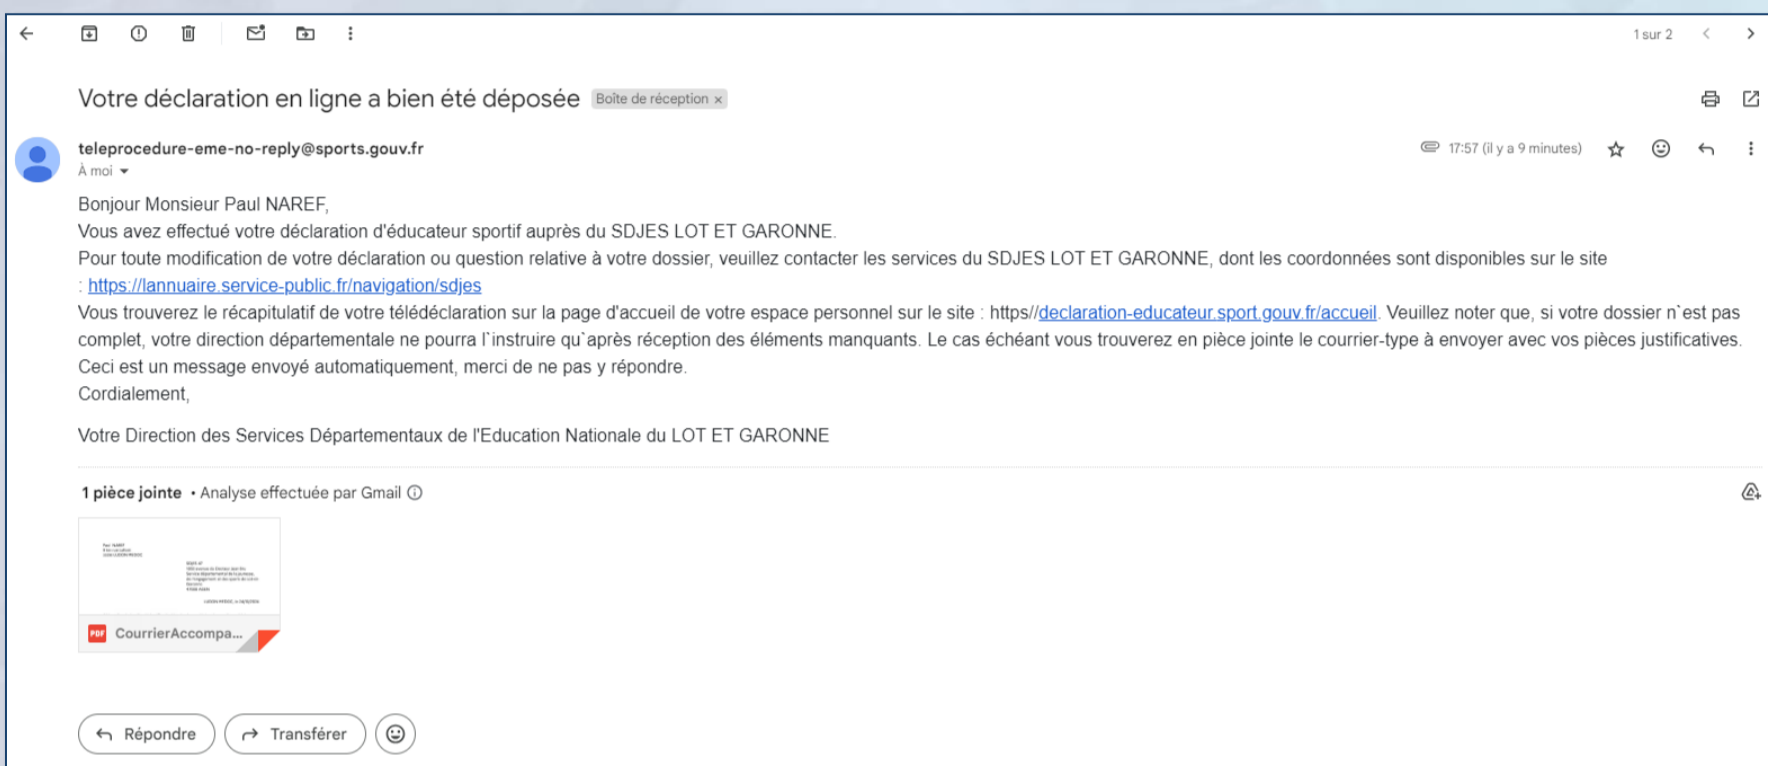 1 sur 2
Votre déclaration en ligne a bien été déposée Boîte de réception x
teleprocedure-eme-no-reply@sports.gouv.fr
17:57 (il y a 9 minutes)
À moi
Bonjour Monsieur Paul NAREF,
Vous avez effectué votre déclaration d'éducateur sportif auprès du SDJES LOT ET GARONNE.
Pour toute modification de votre déclaration ou question relative à votre dossier, veuillez contacter les services du SDJES LOT ET GARONNE, dont les coordonnées sont disponibles sur le site
: https://lannuaire.service-public.fr/navigation/sdjes
Vous trouverez le récapitulatif de votre télédéclaration sur la page d'accueil de votre espace personnel sur le site : https//declaration-educateur.sport.gouv.fr/accueil. Veuillez noter que, si votre dossier n`est pas
complet, votre direction départementale ne pourra l`instruire qu`après réception des éléments manquants. Le cas échéant vous trouverez en pièce jointe le courrier-type à envoyer avec vos pièces justificatives.
Ceci est un message envoyé automatiquement, merci de ne pas y répondre.
Cordialement,
Votre Direction des Services Départementaux de l'Education Nationale du LOT ET GARONNE
1 pièce jointe • Analyse effectuée par Gmail
Paul NAREF
PDF CourrierAccompa...
Répondre
Transférer